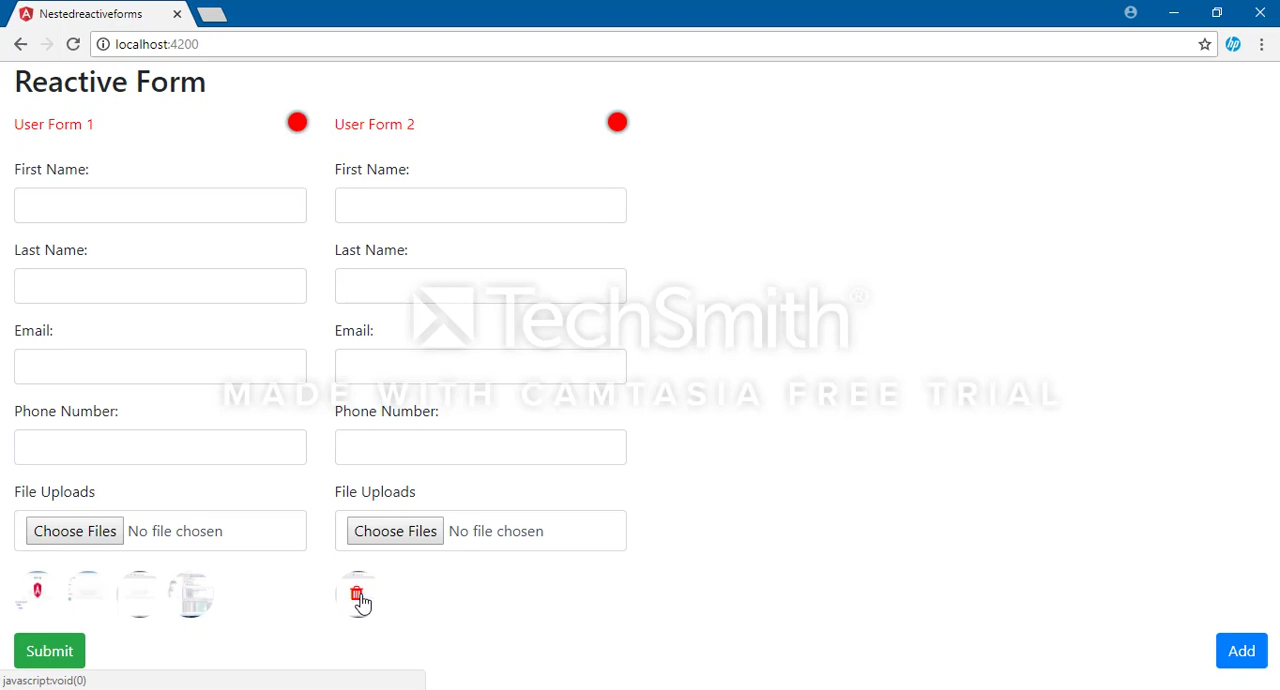 Nestedreactiveforms
localhost:4200
Reactive Form
User Form 1
User Form 2
First Name:
First Name:
Last Name:
Last Name:
Email:
Email:
Phone Number:
Phone Number:
File Uploads
File Uploads
Choose Files No file chosen
Choose Files No file chosen
Submit
Add
javascript:void(0)
TechSmith®
MADE WITH CAMTASIA FREE TRIAL